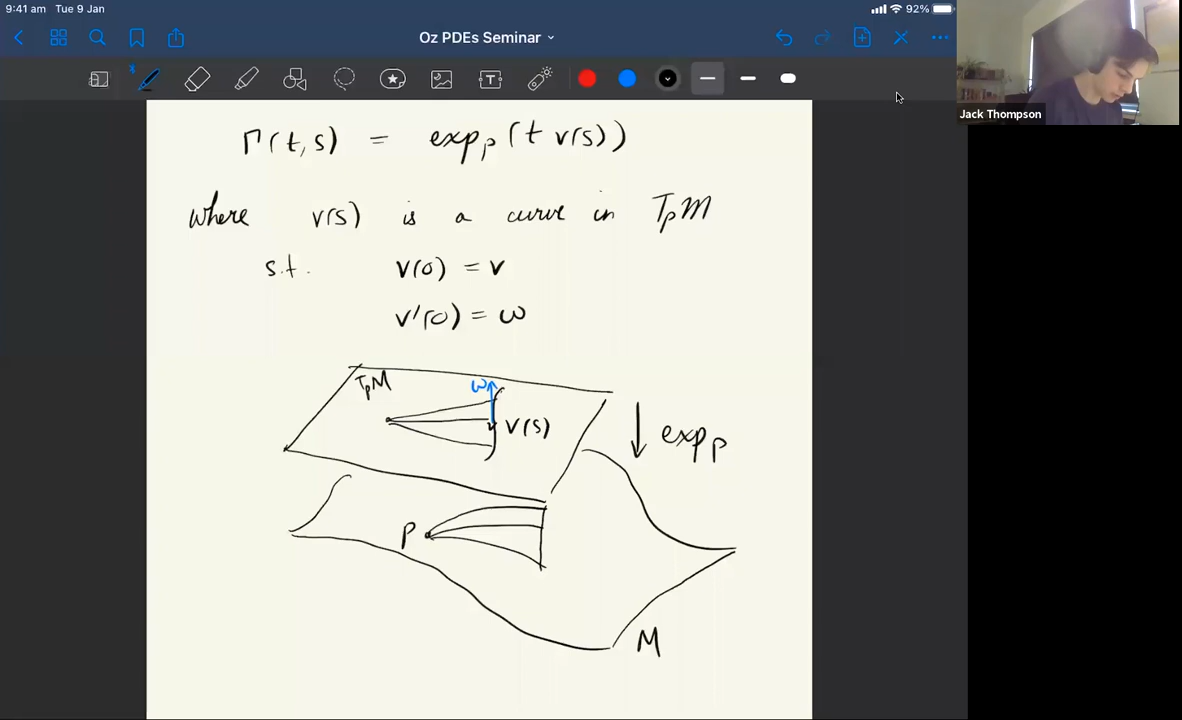 9:41 am Tue 9 Jan
92%
Oz PDEs Seminar
Jack Thompson
Γ(t,s) = exp_p(t v(s))
where v(s) is a curve in T_pM
s.t. v(0) = v
v'(0) = ω
T_pM
ω
v(s)
exp_p
P
M